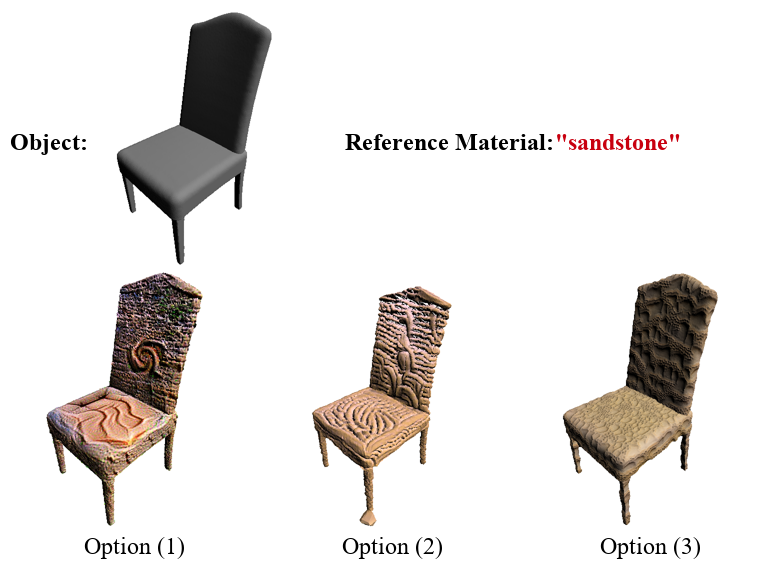 Object:
Reference Material:"sandstone"
Option (1)
Option (2)
Option (3)